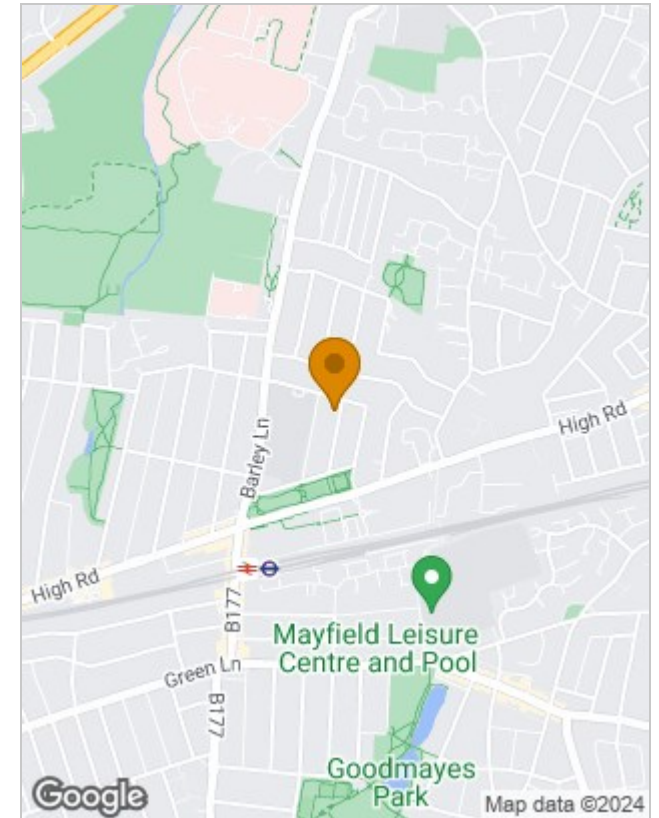 High Rd
Barley Ln
High Rd
B177
Mayfield Leisure
Centre and Pool
Green Ln
B177
Goodmayes
Park
Google
Map data ©2024